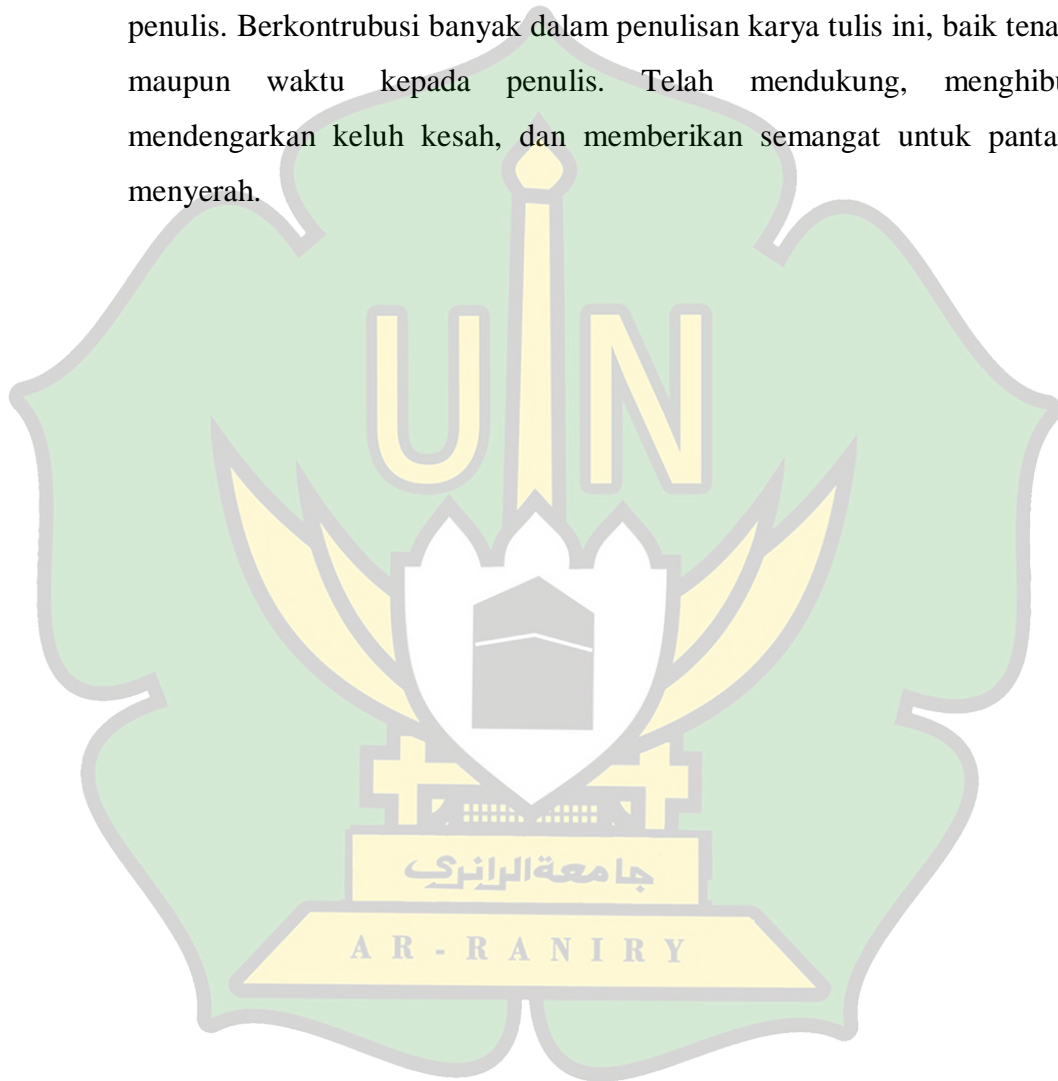 penulis. Berkontrubusi banyak dalam penulisan karya tulis ini, baik tena
maupun waktu kepada penulis. Telah mendukung, menghibu
mendengarkan keluh kesah, dan memberikan semangat untuk panta
menyerah.
UIN
جامعة الرانري
AR-RANIRY